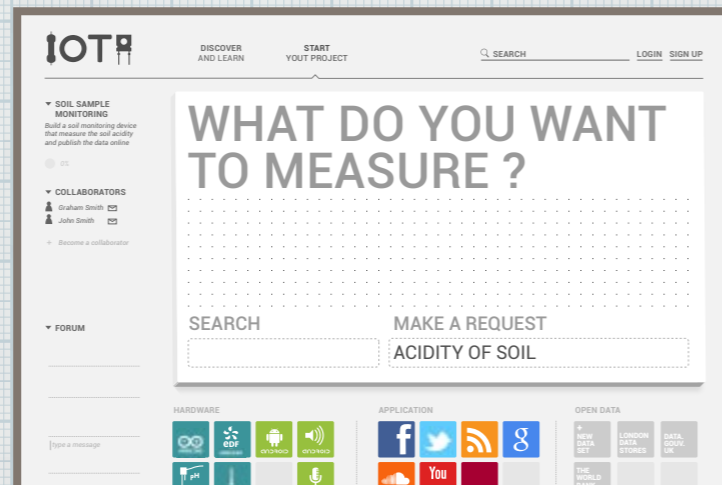 IOT
DISCOVER
AND LEARN
START
YOUT PROJECT
SEARCH
LOGIN SIGN UP
SOIL SAMPLE
MONITORING
Build a soil monitoring device
that measure the soil acidity
and publish the data online
COLLABORATORS
Graham Smith
John Smith
+ Become a collaborator
FORUM
Type a message
WHAT DO YOU WANT
TO MEASURE ?
SEARCH
MAKE A REQUEST
ACIDITY OF SOIL
HARDWARE
edF
ANDROID
ANDROID
pH
APPLICATION
f
g
You
OPEN DATA
+
NEW
DATA
SET
LONDON
DATA
STORES
DATA.
GOUV.
UK
THE
WORLD